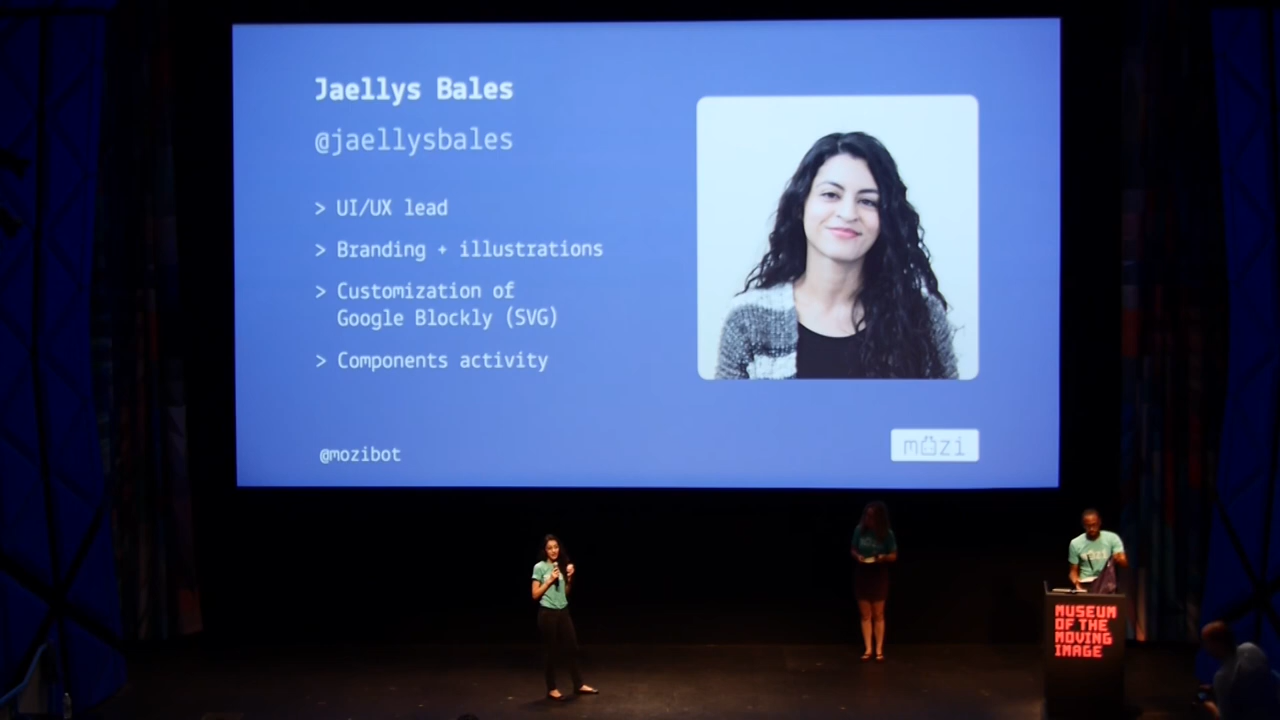 Jaellys Bales
@jaellysbales
> UI/UX lead
> Branding + illustrations
> Customization of
Google Blockly (SVG)
> Components activity
@mozibot
mozi
mozi
MUSEUM
OF THE
MOVING
IMAGE